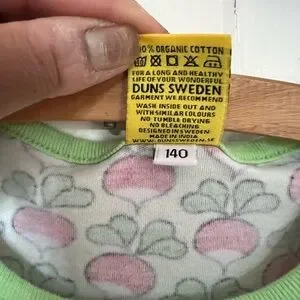 100% ORGANIC COTTON
FOR A LONG AND HEALTHY
LIFE OF YOUR WONDERFUL
DUNS SWEDEN
GARMENT WE RECOMMEND
WASH INSIDE OUT AND
WITH SIMILAR COLOURS
NO TUMBLE DRYING
NO BLEACHING
DESIGNED IN SWEDEN
MADE IN INDIA
WWW.DUNSSWEDEN.SE
140